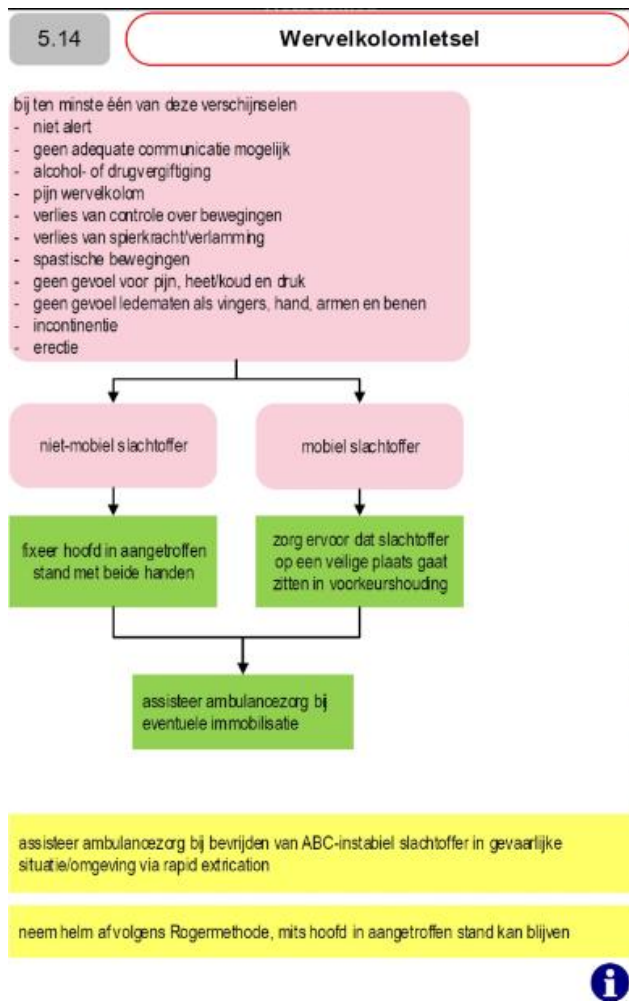 5.14
Wervelkolomletsel
bij ten minste één van deze verschijnselen
- niet alert
- geen adequate communicatie mogelijk
- alcohol- of drugvergiftiging
- pijn wervelkolom
- verlies van controle over bewegingen
- verlies van spierkracht/verlamming
- spastische bewegingen
- geen gevoel voor pijn, heet/koud en druk
- geen gevoel ledematen als vingers, hand, armen en benen
- incontinentie
- erectie
niet-mobiel slachtoffer
mobiel slachtoffer
fixeer hoofd in aangetroffen
stand met beide handen
zorg ervoor dat slachtoffer
op een veilige plaats gaat
zitten in voorkeurshouding
assisteer ambulancezorg bij
eventuele immobilisatie
assisteer ambulancezorg bij bevrijden van ABC-instabiel slachtoffer in gevaarlijke
situatie/omgeving via rapid extrication
neem helm af volgens Rogermethode, mits hoofd in aangetroffen stand kan blijven
i